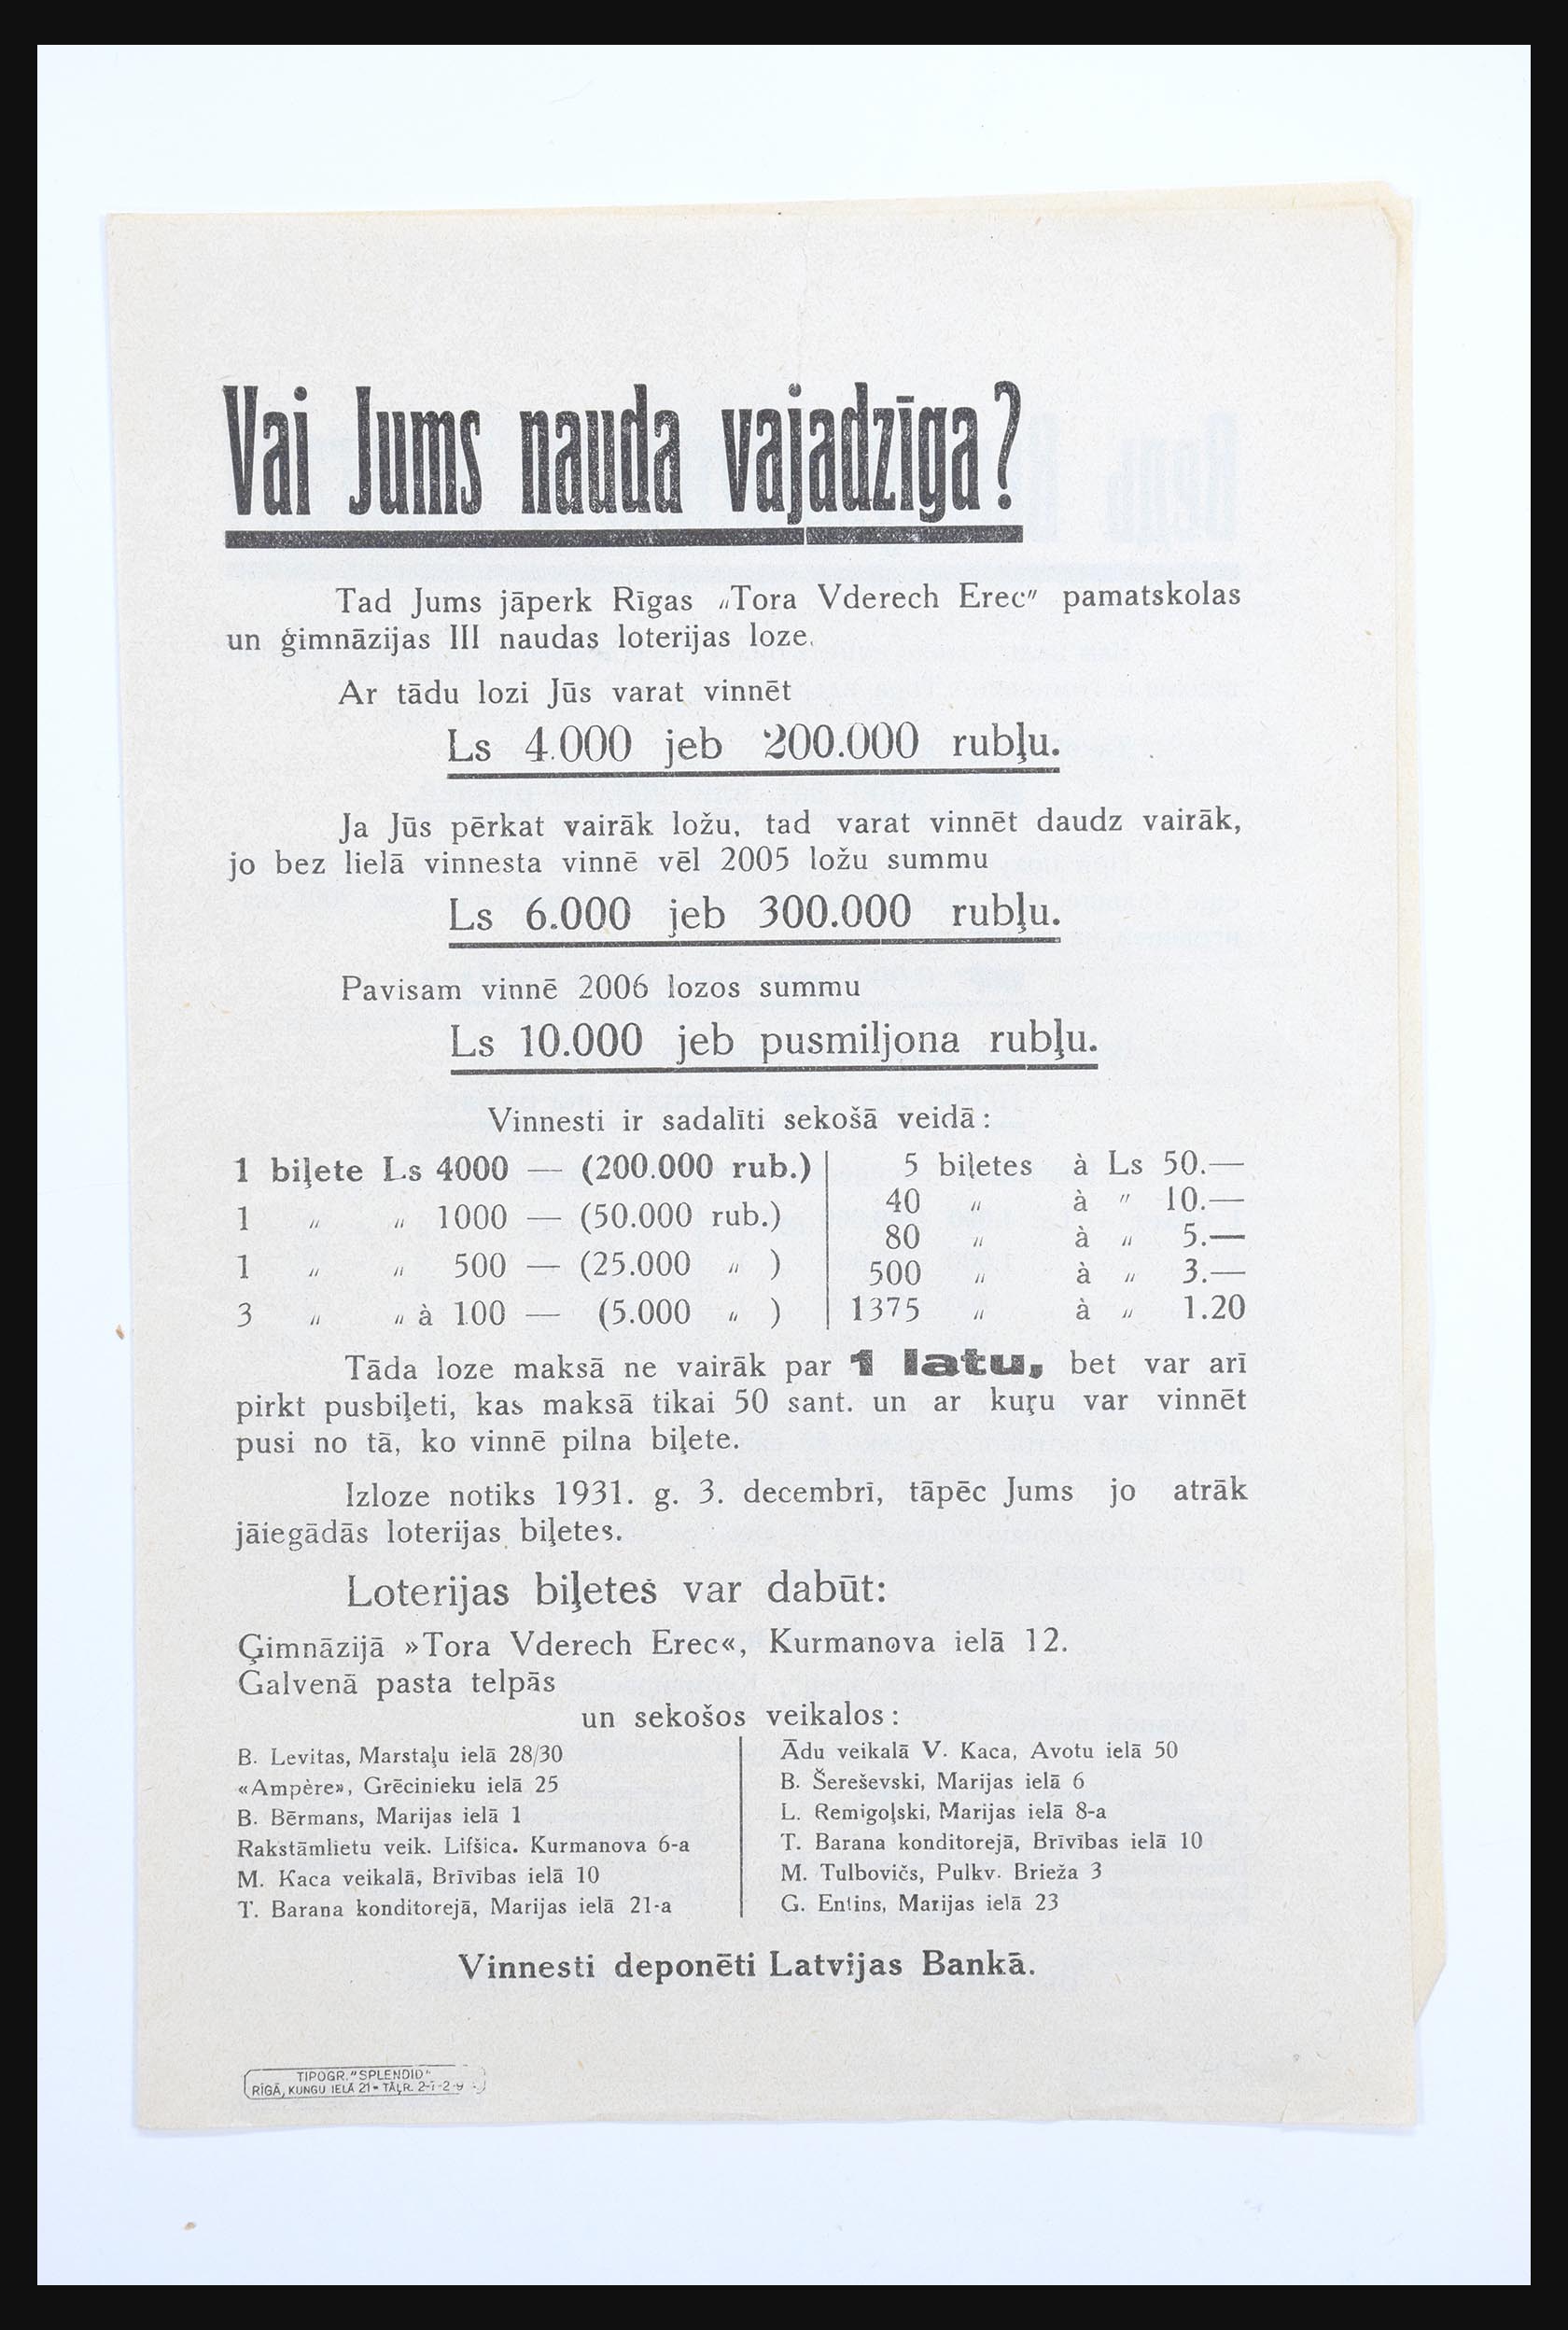 Vai Jums nauda vajadzīga?
Tad Jums jāperk Rīgas „Tora Vderech Erec" pamatskolas
un ģimnāzijas III naudas loterijas loze.
Ar tādu lozi Jūs varat vinnēt
Ls 4.000 jeb 200.000 rubļu.
Ja Jūs pērkat vairāk ložu, tad varat vinnēt daudz vairāk,
jo bez lielā vinnesta vinnē vēl 2005 ložu summu
Ls 6.000 jeb 300.000 rubļu.
Pavisam vinnē 2006 lozos summu
Ls 10.000 jeb pusmiljona rubļu.
Vinnesti ir sadalīti sekošā veidā:
1 biļete Ls 4000 — (200.000 rub.)
1 „ „ 1000 — (50.000 rub.)
1 „ „ 500 — (25.000 „ )
3 „ „ à 100 — (5.000 „ )
5 biļetes à Ls 50.—
40 „ à " 10.—
80 „ à „ 5.—
500 „ à „ 3.—
1375 „ à „ 1.20
Tāda loze maksā ne vairāk par 1 latu, bet var arī
pirkt pusbiļeti, kas maksā tikai 50 sant. un ar kuŗu var vinnēt
pusi no tā, ko vinnē pilna biļete.
Izloze notiks 1931. g. 3. decembrī, tāpēc Jums jo atrāk
jāiegādās loterijas biļetes.
Loterijas biļetes var dabūt:
Ģimnāzijā »Tora Vderech Erec«, Kurmanova ielā 12.
Galvenā pasta telpās
un sekošos veikalos:
B. Levitas, Marstaļu ielā 28/30
«Ampère», Grēcinieku ielā 25
B. Bērmans, Marijas ielā 1
Rakstāmlietu veik. Lifšica. Kurmanova 6-a
M. Kaca veikalā, Brīvības ielā 10
T. Barana konditorejā, Marijas ielā 21-a
Ādu veikalā V. Kaca, Avotu ielā 50
B. Šereševski, Marijas ielā 6
L. Remigoļski, Marijas ielā 8-a
T. Barana konditorejā, Brīvības ielā 10
M. Tulbovičs, Pulkv. Brieža 3
G. Entins, Marijas ielā 23
Vinnesti deponēti Latvijas Bankā.
TIPOGR. "SPLENDID"
RĪGĀ, KUNGU IELĀ 21 - TĀĻR.